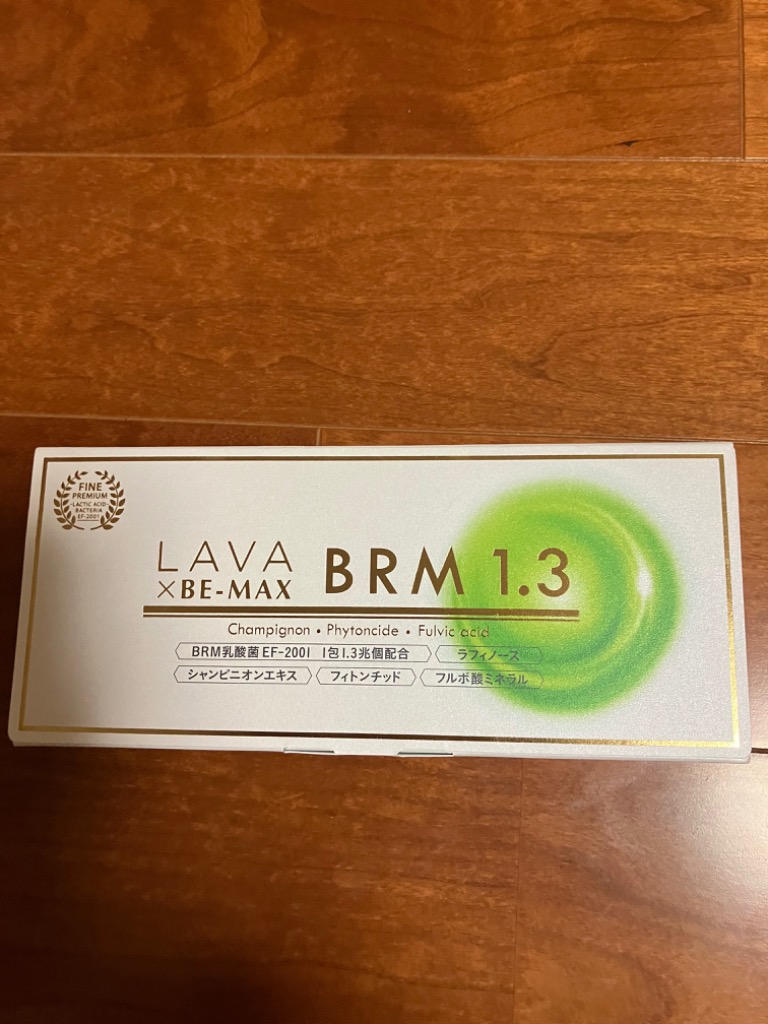 FINE
PREMIUM
-LACTIC ACID-
BACTERIA
EF-2001
LAVA
×BE-MAX
BRM 1.3
Champignon • Phytoncide • Fulvic acid
BRM乳酸菌 EF-2001 1包1.3兆個配合 ラフィノース
シャンピニオンエキス フィトンチッド フルボ酸ミネラル